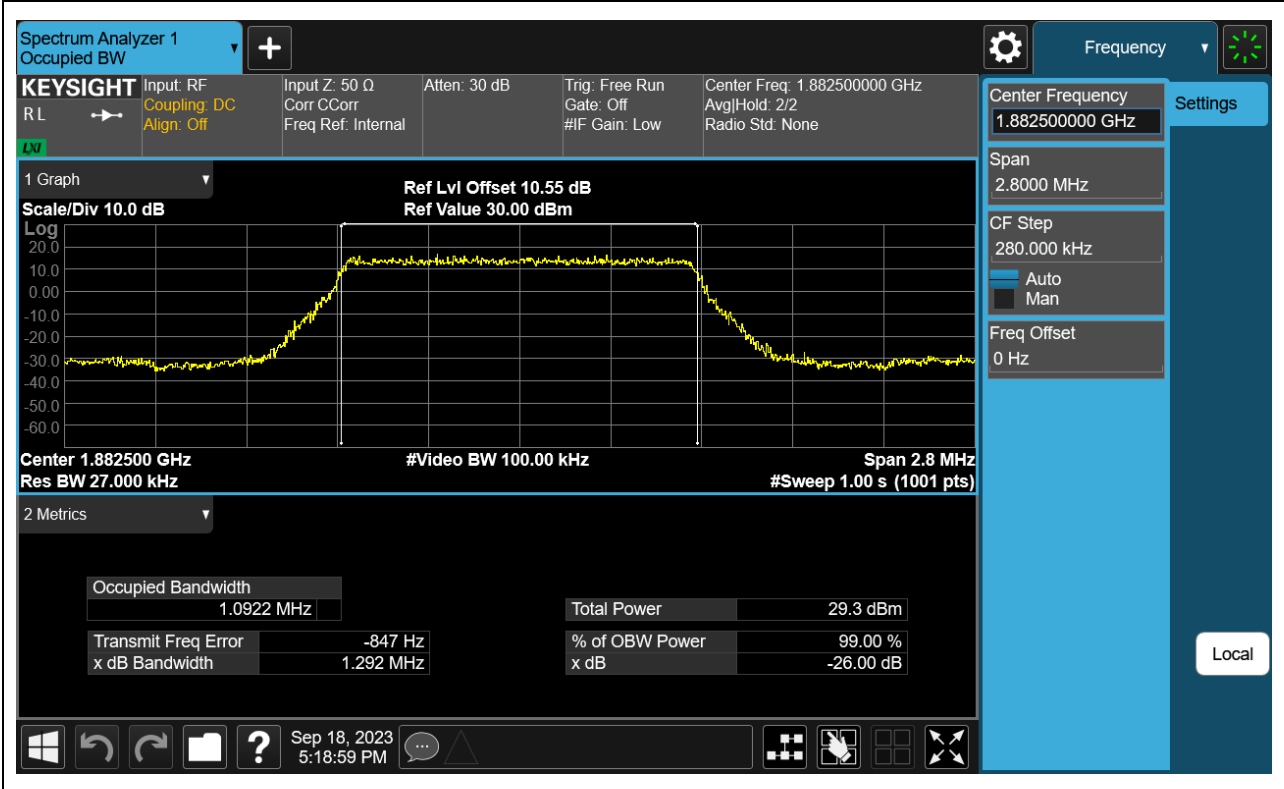 Spectrum Analyzer 1
Occupied BW
▼
+
Frequency
▼
KEYSIGHT
R L
LXI
Input: RF
Coupling: DC
Align: Off
Input Z: 50 Ω
Corr CCorr
Freq Ref: Internal
Atten: 30 dB
Trig: Free Run
Gate: Off
#IF Gain: Low
Center Freq: 1.882500000 GHz
Avg|Hold: 2/2
Radio Std: None
Center Frequency
1.882500000 GHz
Settings
Span
2.8000 MHz
CF Step
280.000 kHz
Auto
Man
Freq Offset
0 Hz
Local
1 Graph ▼
Scale/Div 10.0 dB
Ref Lvl Offset 10.55 dB
Ref Value 30.00 dBm
Log
20.0
10.0
0.00
-10.0
-20.0
-30.0
-40.0
-50.0
-60.0
Center 1.882500 GHz
#Video BW 100.00 kHz
Span 2.8 MHz
Res BW 27.000 kHz
#Sweep 1.00 s (1001 pts)
2 Metrics ▼
Occupied Bandwidth
1.0922 MHz
Total Power 29.3 dBm
Transmit Freq Error -847 Hz
% of OBW Power 99.00 %
x dB Bandwidth 1.292 MHz
x dB -26.00 dB
?
Sep 18, 2023
5:18:59 PM